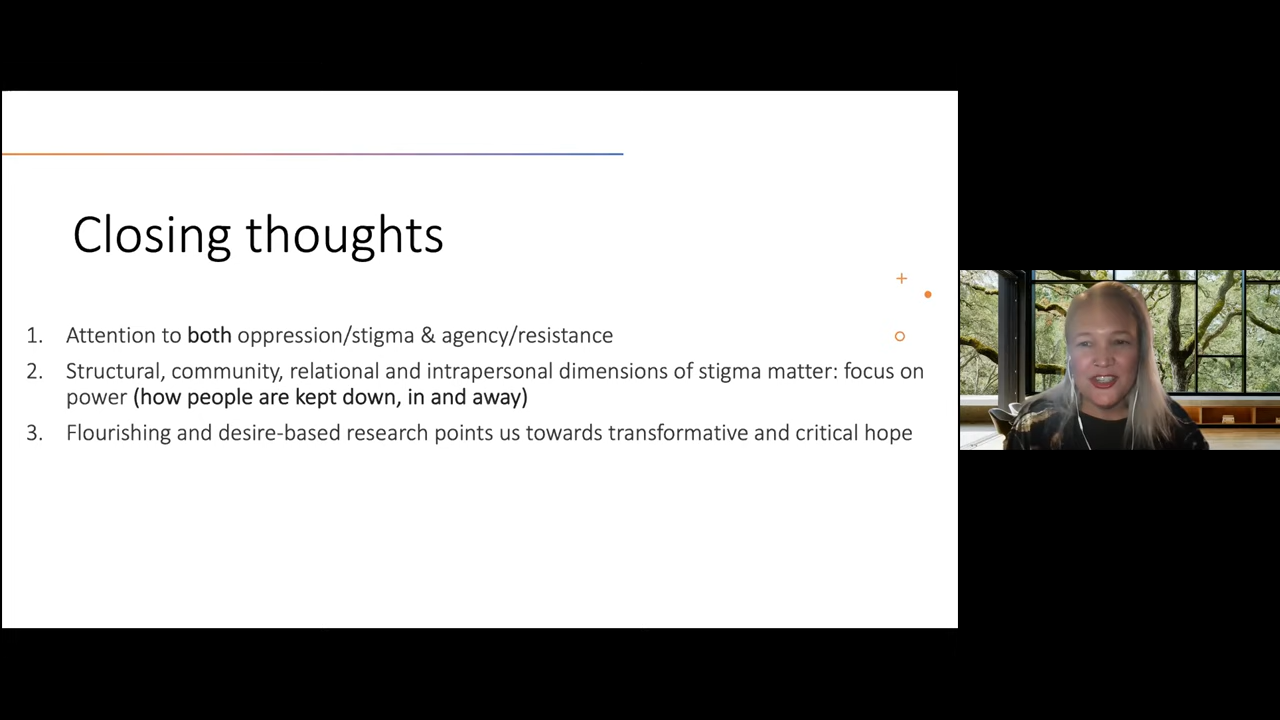 Closing thoughts
1. Attention to both oppression/stigma & agency/resistance
2. Structural, community, relational and intrapersonal dimensions of stigma matter: focus on
power (how people are kept down, in and away)
3. Flourishing and desire-based research points us towards transformative and critical hope